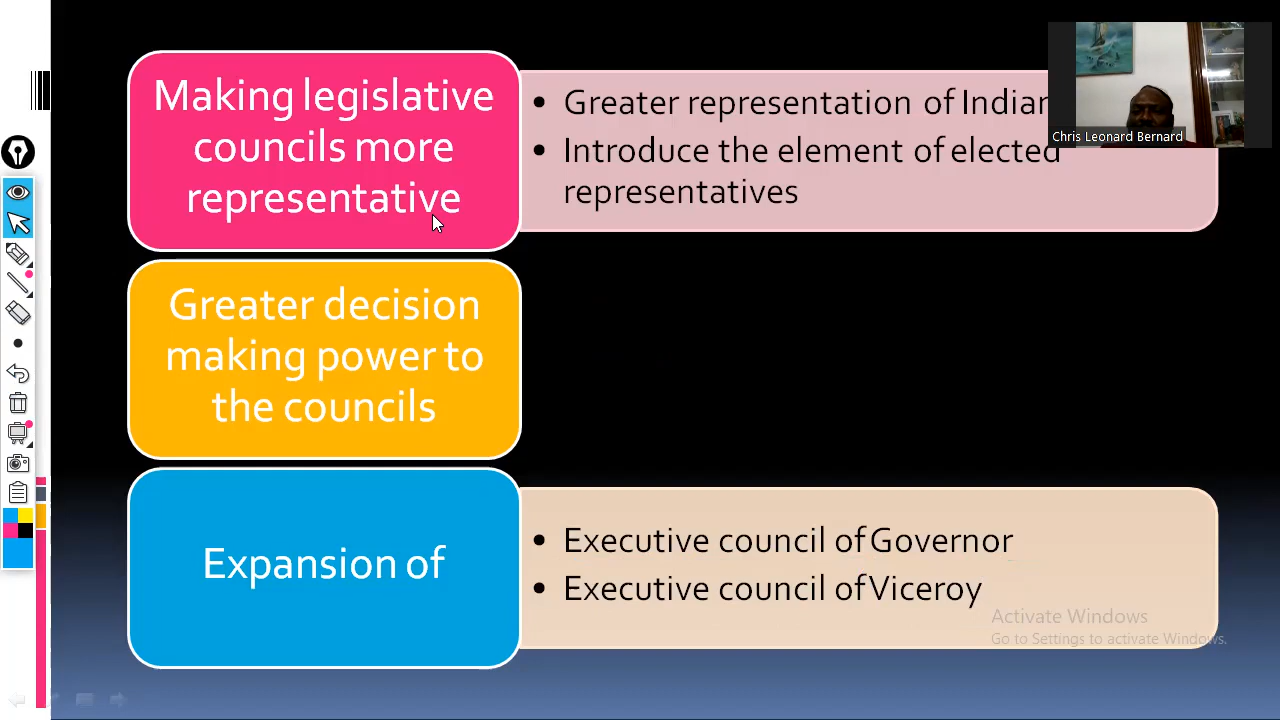 Making legislative
councils more
representative
• Greater representation of Indian
• Introduce the element of elected
representatives
Chris Leonard Bernard
Greater decision
making power to
the councils
Expansion of
• Executive council of Governor
• Executive council of Viceroy
Activate Windows
Go to Settings to activate Windows.